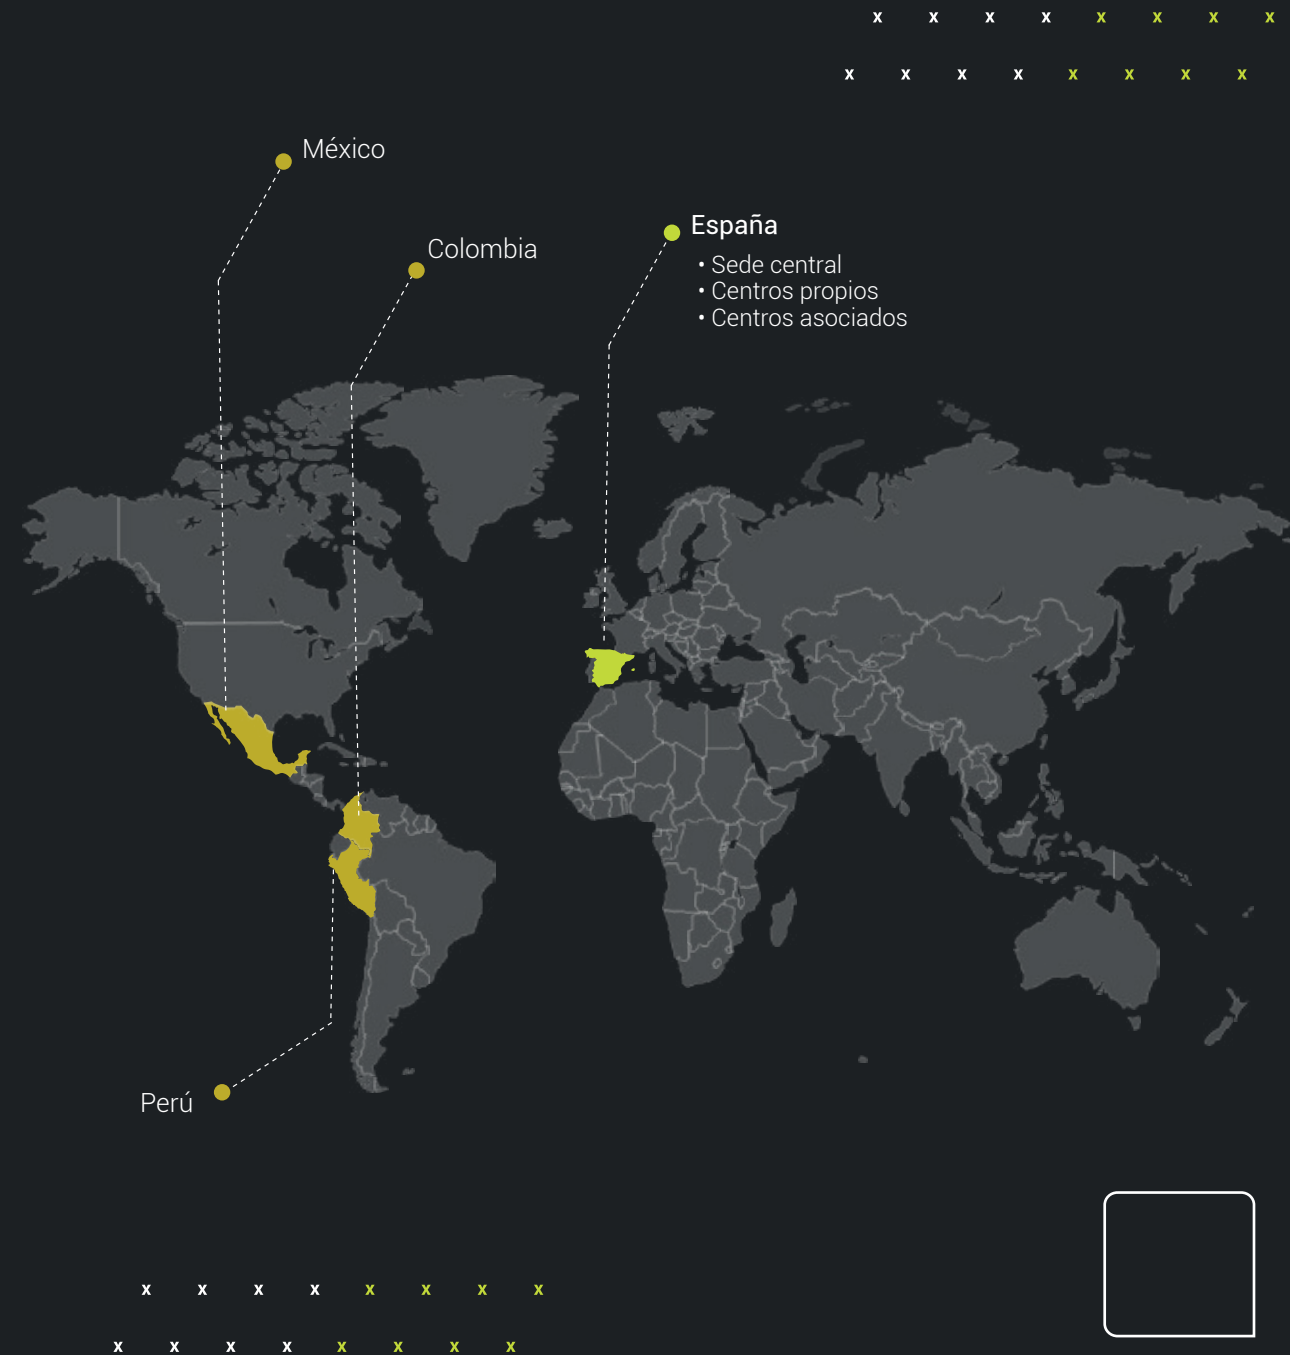 x x x x x x x x
x x x x x x x x
México
España
Colombia
• Sede central
• Centros propios
• Centros asociados
Perú
x x x x x x x x
x x x x x x x x